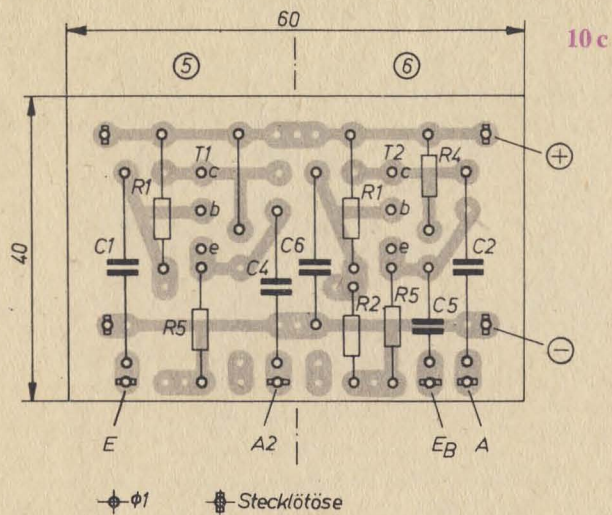 60
10 c
5 6
40
+
T1 T2 R4
c c
R1 R1
b b
e e
C1 C4 C6 C2
R5 R2 R5 C5
−
E A2 E_B A
ϕ1 Stecklötöse